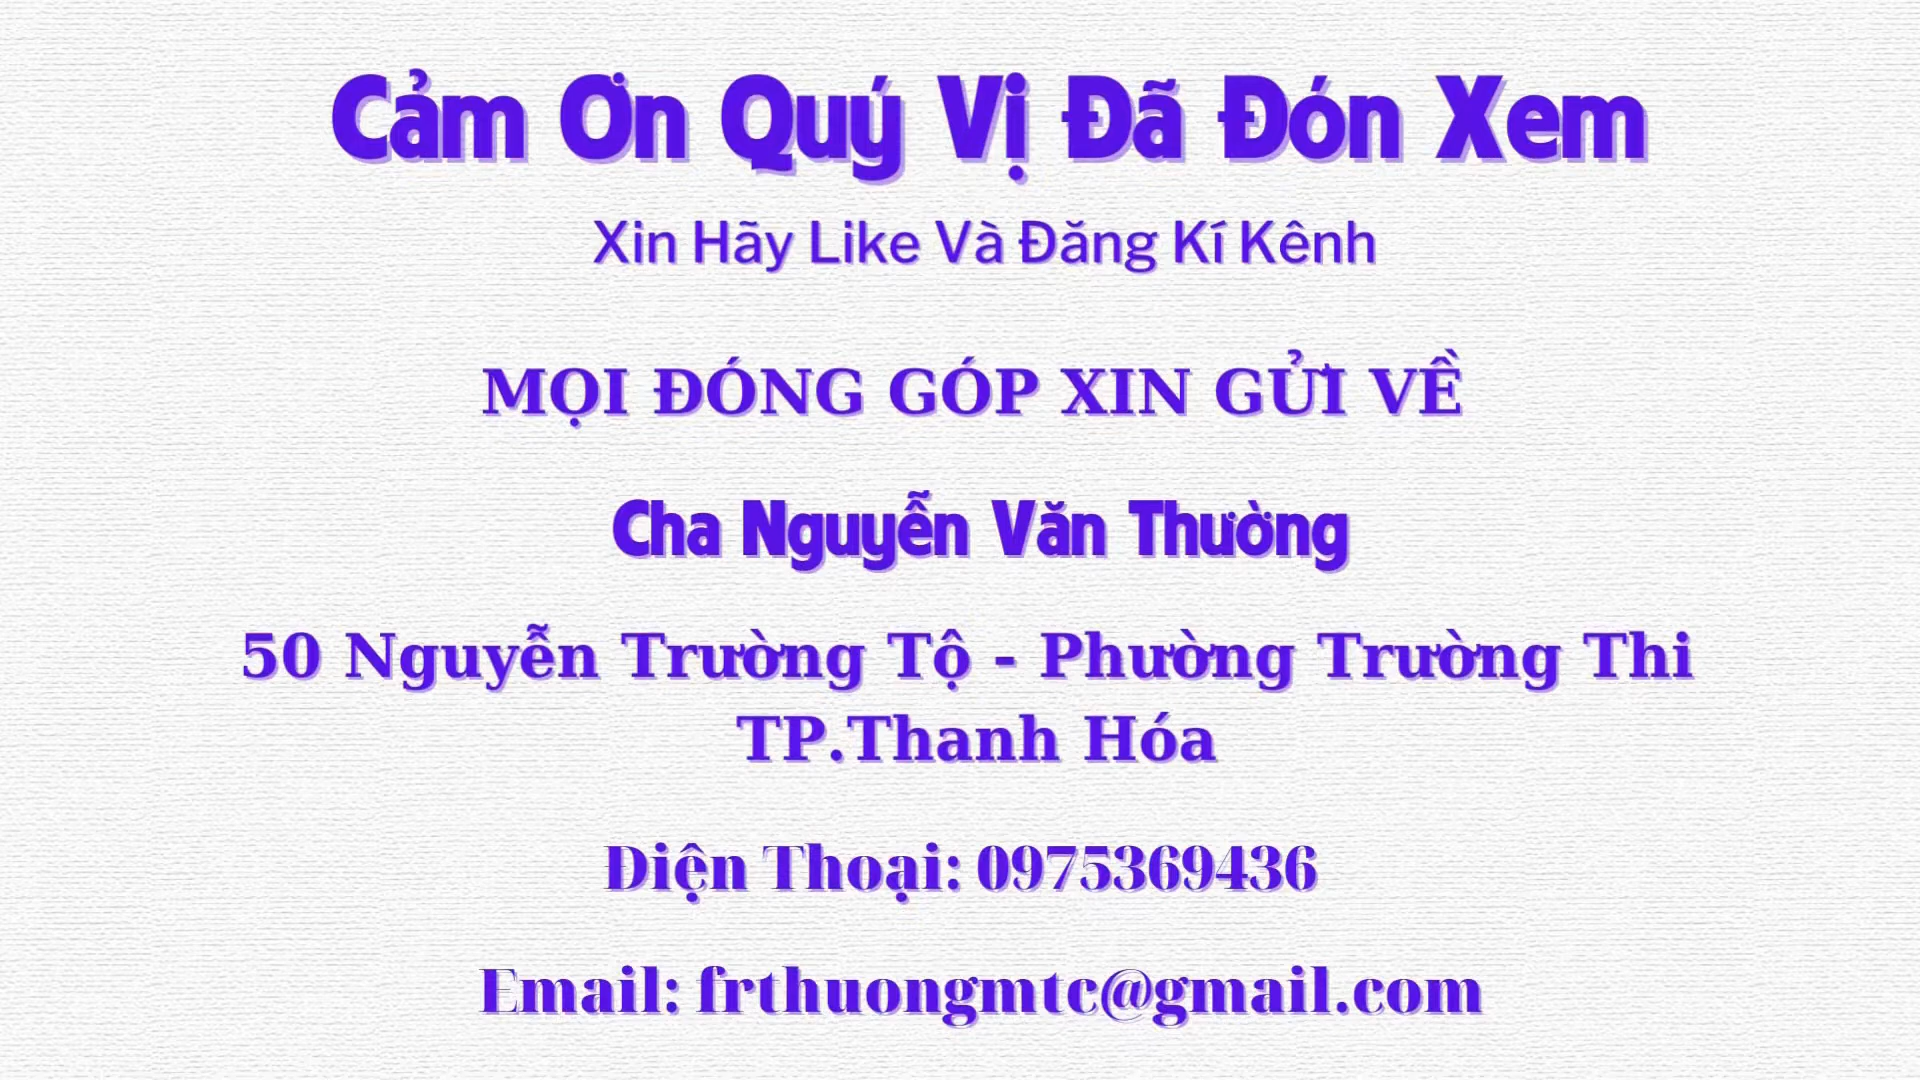 Cảm Ơn Quý Vị Đã Đón Xem
Xin Hãy Like Và Đăng Kí Kênh
MỌI ĐÓNG GÓP XIN GỬI VỀ
Cha Nguyễn Văn Thường
50 Nguyễn Trường Tộ - Phường Trường Thi
TP.Thanh Hóa
Điện Thoại: 0975369436
Email: frthuongmtc@gmail.com